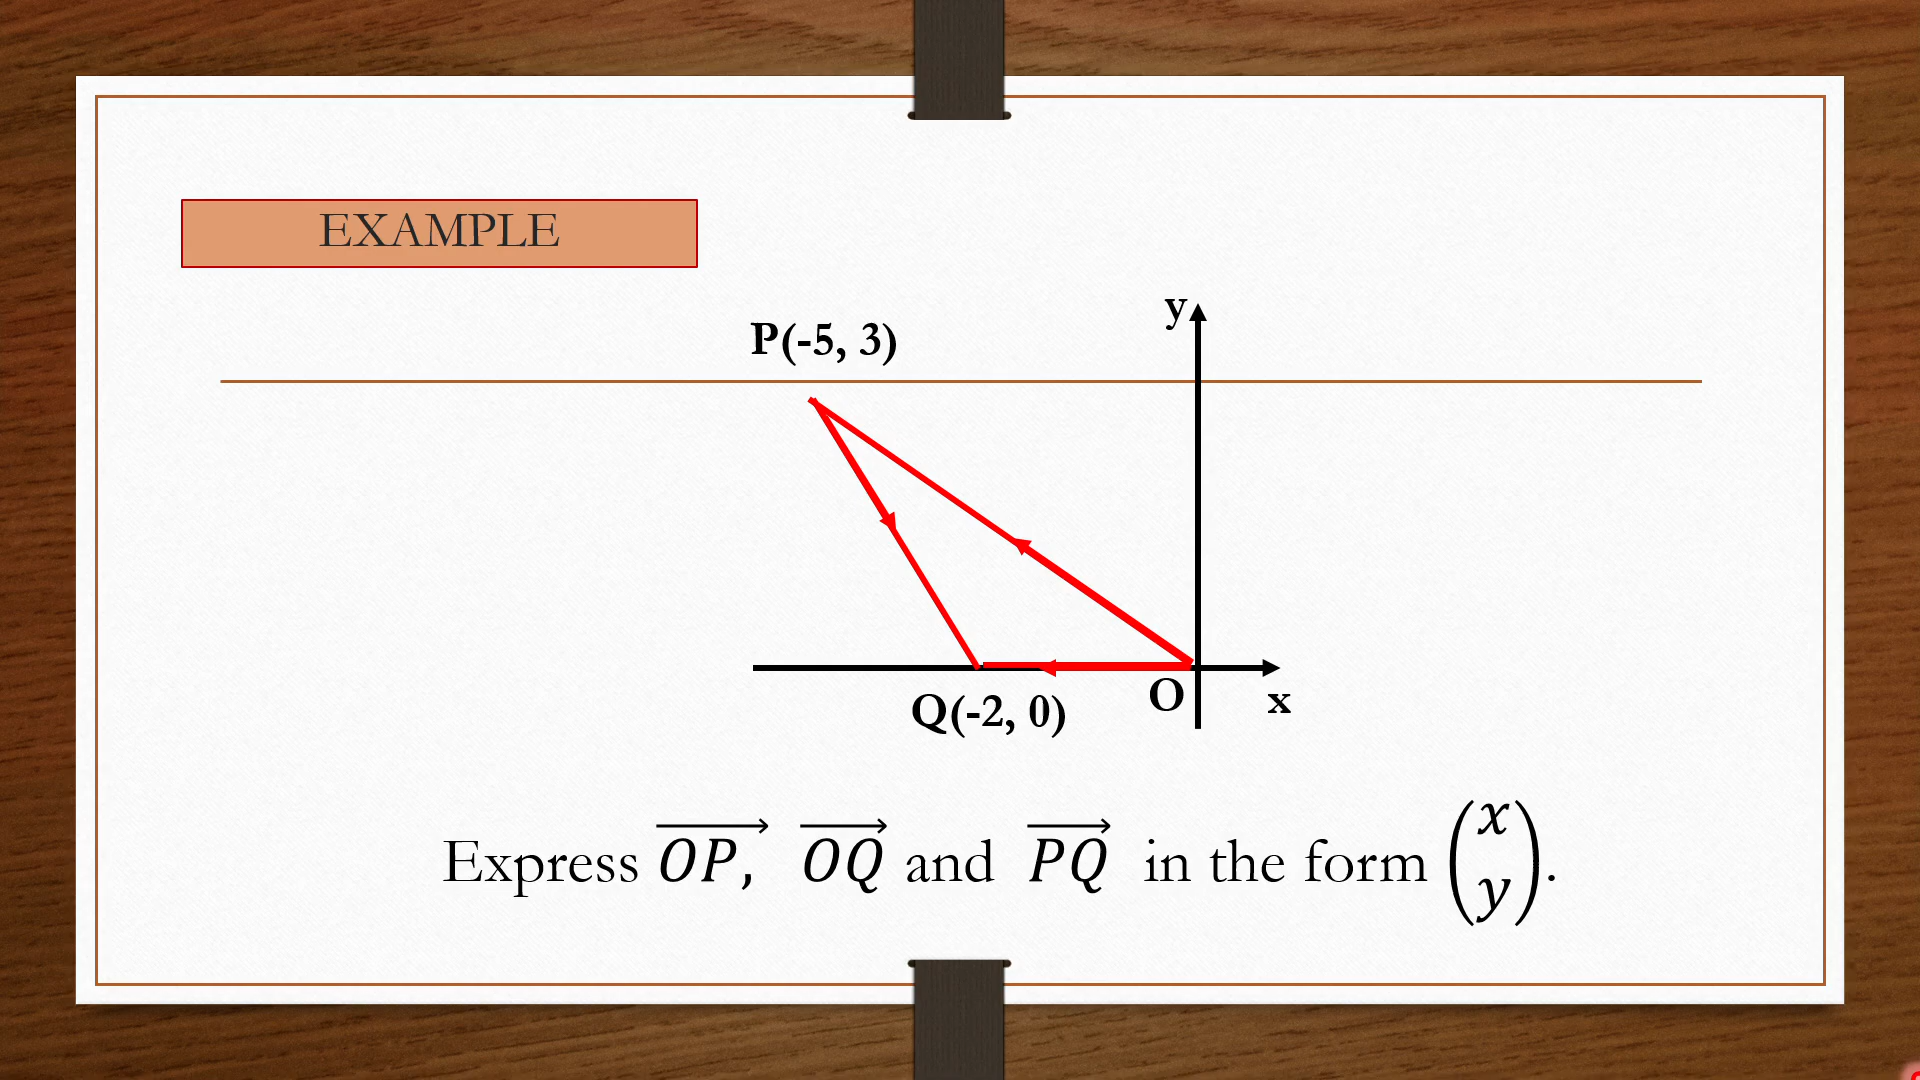 EXAMPLE
y
P(-5, 3)
Q(-2, 0)
O
x
Express \overrightarrow{OP,} \overrightarrow{OQ} and \overrightarrow{PQ} in the form \begin{pmatrix} x \\ y \end{pmatrix}.